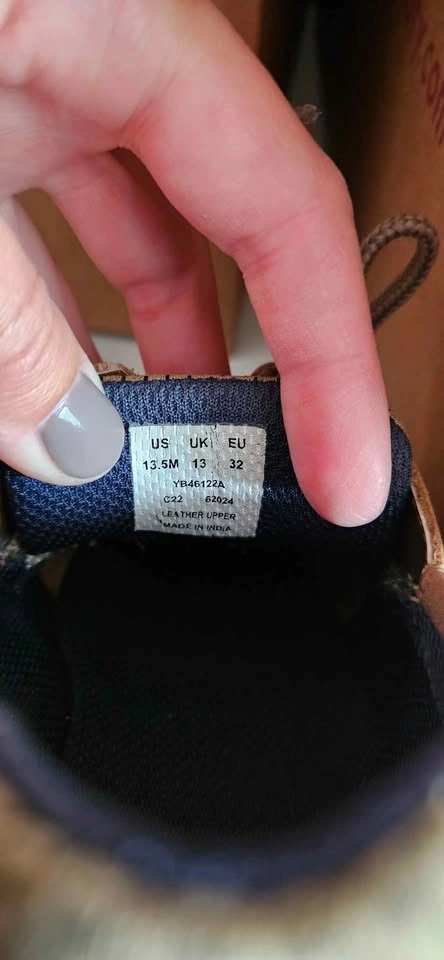 US UK EU
13.5M 13 32
YB46122A
C22 62024
LEATHER UPPER
MADE IN INDIA